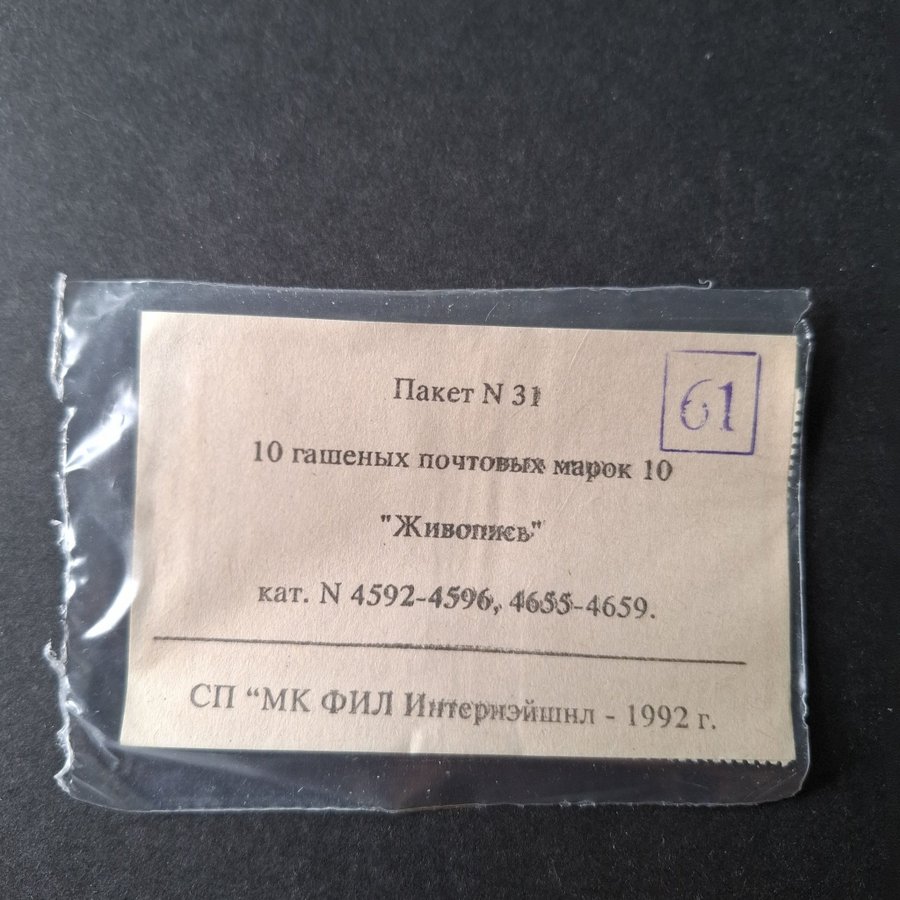 Пакет N 31
61
10 гашеных почтовых марок 10
"Живопись"
кат. N 4592-4596, 4655-4659.
СП “МК ФИЛ Интернэйшнл - 1992 г.